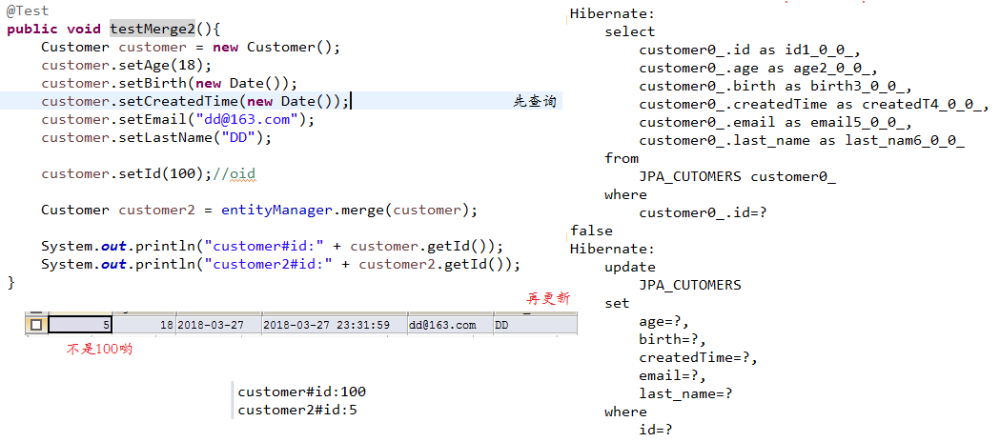 @Test
public void testMerge2(){
    Customer customer = new Customer();
    customer.setAge(18);
    customer.setBirth(new Date());
    customer.setCreatedTime(new Date());
    customer.setEmail("dd@163.com");
    customer.setLastName("DD");
    customer.setId(100);//oid
    Customer customer2 = entityManager.merge(customer);
    System.out.println("customer#id:" + customer.getId());
    System.out.println("customer2#id:" + customer2.getId());
}
先查询
再更新
5 18 2018-03-27 2018-03-27 23:31:59 dd@163.com DD
不是100哟
customer#id:100
customer2#id:5
Hibernate:
    select
        customer0_.id as id1_0_0_,
        customer0_.age as age2_0_0_,
        customer0_.birth as birth3_0_0_,
        customer0_.createdTime as createdT4_0_0_,
        customer0_.email as email5_0_0_,
        customer0_.last_name as last_nam6_0_0_
    from
        JPA_CUTOMERS customer0_
    where
        customer0_.id=?
false
Hibernate:
    update
        JPA_CUTOMERS
    set
        age=?,
        birth=?,
        createdTime=?,
        email=?,
        last_name=?
    where
        id=?